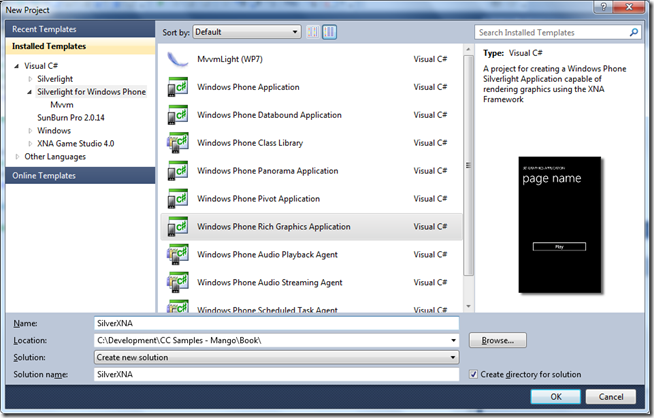 New Project
Recent Templates
Installed Templates
Visual C#
Silverlight
Silverlight for Windows Phone
Mvvm
SunBurn Pro 2.0.14
Windows
XNA Game Studio 4.0
Other Languages
Online Templates
Sort by: Default
MvvmLight (WP7) Visual C#
Windows Phone Application Visual C#
Windows Phone Databound Application Visual C#
Windows Phone Class Library Visual C#
Windows Phone Panorama Application Visual C#
Windows Phone Pivot Application Visual C#
Windows Phone Rich Graphics Application Visual C#
Windows Phone Audio Playback Agent Visual C#
Windows Phone Audio Streaming Agent Visual C#
Windows Phone Scheduled Task Agent Visual C#
Search Installed Templates
Type: Visual C#
A project for creating a Windows Phone
Silverlight Application capable of
rendering graphics using the XNA
Framework
page name
Play
Name: SilverXNA
Location: C:\Development\CC Samples - Mango\Book\
Browse...
Solution: Create new solution
Solution name: SilverXNA
Create directory for solution
OK
Cancel